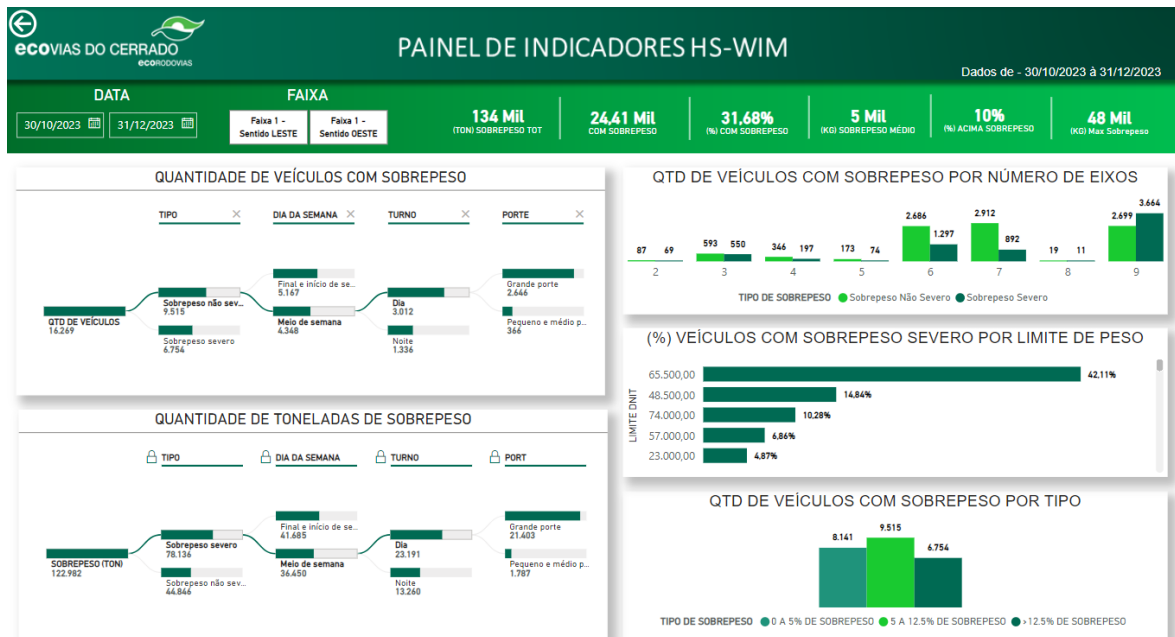 ecoVIAS DO CERRADO
ECORODOVIAS
PAINEL DE INDICADORES HS-WIM
Dados de - 30/10/2023 à 31/12/2023
DATA
30/10/2023
31/12/2023
FAIXA
Faixa 1 -
Sentido LESTE
Faixa 1 -
Sentido OESTE
134 Mil
(TON) SOBREPESO TOT
24,41 Mil
COM SOBREPESO
31,68%
(%) COM SOBREPESO
5 Mil
(KG) SOBREPESO MÉDIO
10%
(%) ACIMA SOBREPESO
48 Mil
(KG) Max Sobrepeso
QUANTIDADE DE VEÍCULOS COM SOBREPESO
TIPO
DIA DA SEMANA
TURNO
PORTE
QTD DE VEÍCULOS
16.269
Sobrepeso não sev...
9.515
Sobrepeso severo
6.754
Final e início de se...
5.167
Meio de semana
4.348
Dia
3.012
Noite
1.336
Grande porte
2.646
Pequeno e médio p...
366
QUANTIDADE DE TONELADAS DE SOBREPESO
TIPO
DIA DA SEMANA
TURNO
PORT
SOBREPESO (TON)
122.982
Sobrepeso severo
78.136
Sobrepeso não sev...
44.846
Final e início de se...
41.685
Meio de semana
36.450
Dia
23.191
Noite
13.260
Grande porte
21.403
Pequeno e médio p...
1.787
QTD DE VEÍCULOS COM SOBREPESO POR NÚMERO DE EIXOS
87 69 593 550 346 197 173 74 2.686 1.297 2.912 892 19 11 2.699 3.664
2 3 4 5 6 7 8 9
TIPO DE SOBREPESO Sobrepeso Não Severo Sobrepeso Severo
(%) VEÍCULOS COM SOBREPESO SEVERO POR LIMITE DE PESO
LIMITE DNIT
65.500,00 42,11%
48.500,00 14,84%
74.000,00 10,28%
57.000,00 6,86%
23.000,00 4,87%
QTD DE VEÍCULOS COM SOBREPESO POR TIPO
8.141 9.515 6.754
TIPO DE SOBREPESO 0 A 5% DE SOBREPESO 5 A 12.5% DE SOBREPESO >12.5% DE SOBREPESO